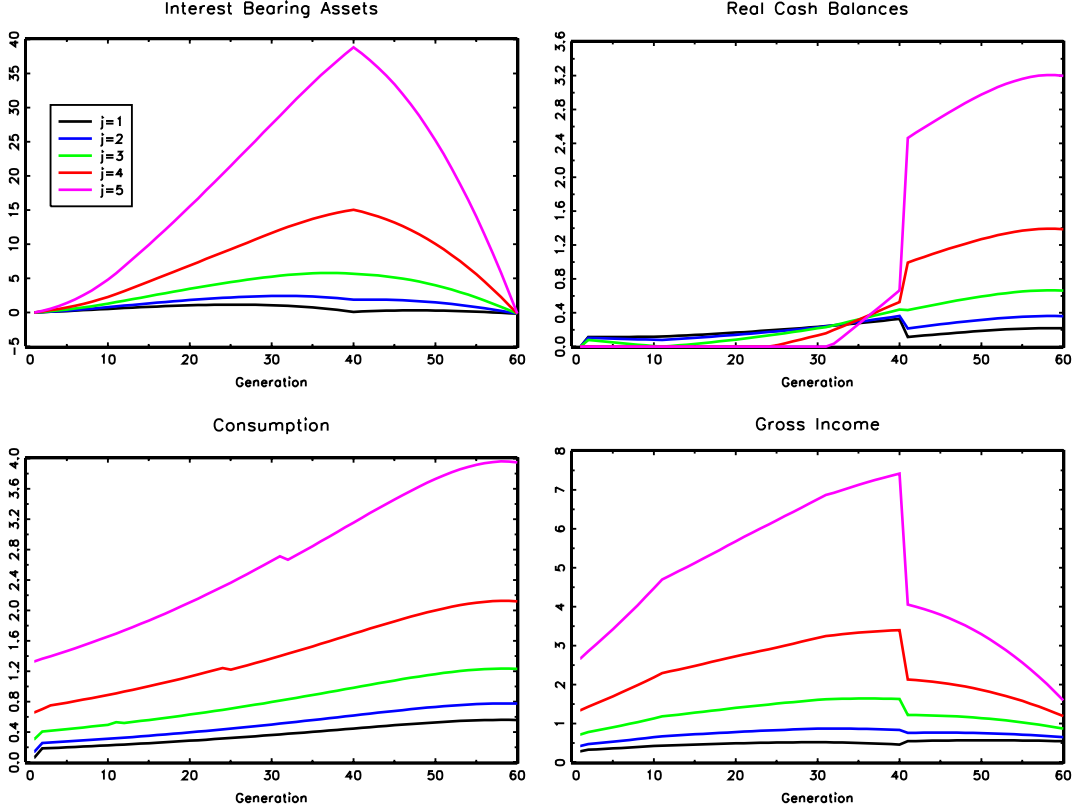 Interest Bearing Assets
40
35
30
25
20
15
10
5
0
-5
j=1
j=2
j=3
j=4
j=5
0 10 20 30 40 50 60
Generation
Real Cash Balances
3.6
3.2
2.8
2.4
2.0
1.6
1.2
0.8
0.4
0.0
0 10 20 30 40 50 60
Generation
Consumption
4.0
3.6
3.2
2.8
2.4
2.0
1.6
1.2
0.8
0.4
0.0
0 10 20 30 40 50 60
Generation
Gross Income
8
7
6
5
4
3
2
1
0
0 10 20 30 40 50 60
Generation